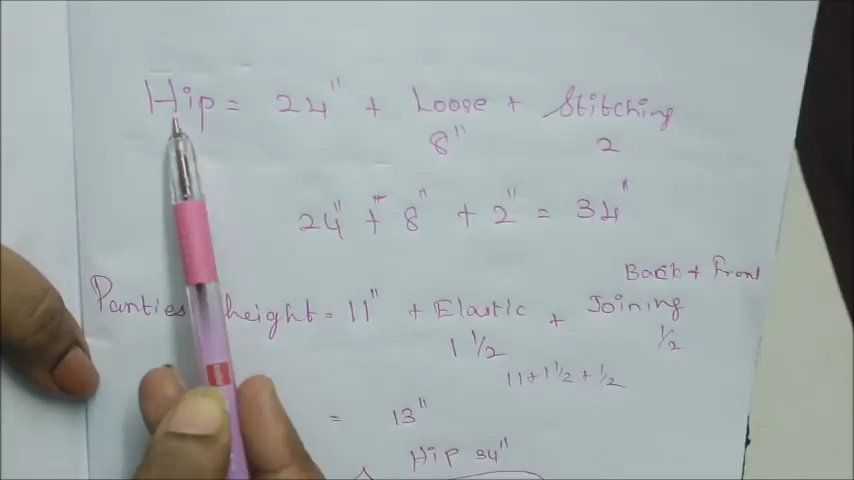 Hip = 24" + Loose + Stitching
8" 2
24" + 8" + 2" = 34"
Back + Front
Panties height = 11" + Elastic + Joining
1 1/2 1/2
11 + 1 1/2 + 1/2
= 13"
Hip 34"